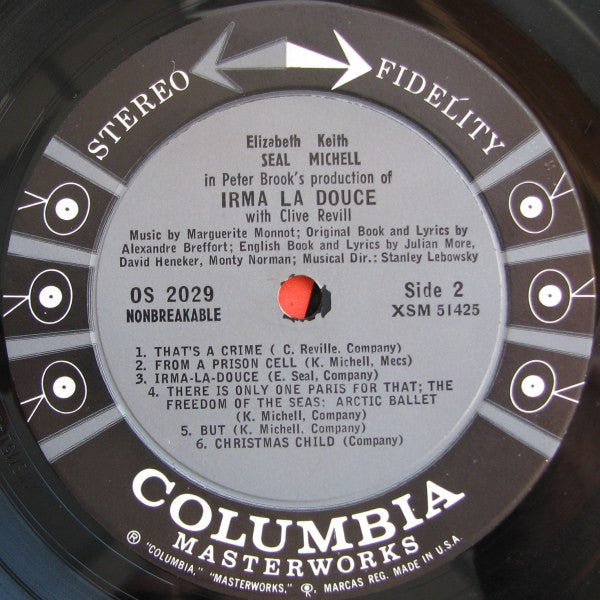 STEREO FIDELITY
Elizabeth Keith
SEAL MICHELL
in Peter Brook's production of
IRMA LA DOUCE
with Clive Revill
Music by Marguerite Monnot; Original Book and Lyrics by
Alexandre Breffort; English Book and Lyrics by Julian More,
David Heneker, Monty Norman; Musical Dir.: Stanley Lebowsky
OS 2029
NONBREAKABLE
Side 2
XSM 51425
1. THAT'S A CRIME ( C. Reville, Company)
2. FROM A PRISON CELL (K. Michell, Mecs)
3. IRMA-LA-DOUCE (E. Seal, Company)
4. THERE IS ONLY ONE PARIS FOR THAT; THE
FREEDOM OF THE SEAS: ARCTIC BALLET
(K. Michell, Company)
5. BUT (K. Michell, Company)
6. CHRISTMAS CHILD (Company)
COLUMBIA
MASTERWORKS
® "COLUMBIA," "MASTERWORKS," ®, MARCAS REG. MADE IN U.S.A.